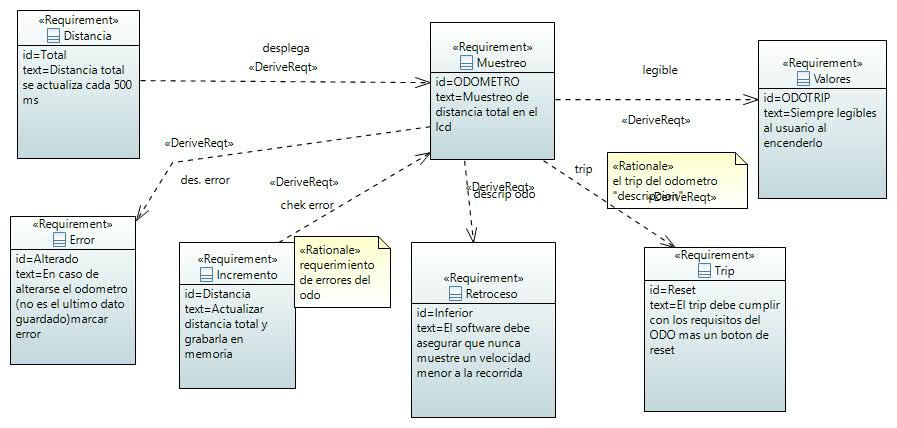 «Requirement»
Distancia
id=Total
text=Distancia total
se actualiza cada 500
ms
desplega
«DeriveReqt»
«Requirement»
Muestreo
id=ODOMETRO
text=Muestreo de
distancia total en el
lcd
legible
«DeriveReqt»
«Requirement»
Valores
id=ODOTRIP
text=Siempre legibles
al usuario al
encenderlo
«DeriveReqt»
des. error
«DeriveReqt»
chek error
«DeriveReqt»
descrip odo
trip
«Rationale»
el trip del odometro
"descripcion"
«DeriveReqt»
«Requirement»
Error
id=Alterado
text=En caso de
alterarse el odometro
(no es el ultimo dato
guardado)marcar
error
«Requirement»
Incremento
id=Distancia
text=Actualizar
distancia total y
grabarla en
memoria
«Rationale»
requerimiento
de errores del
odo
«Requirement»
Retroceso
id=Inferior
text=El software debe
asegurar que nunca
muestre un velocidad
menor a la recorrida
«Requirement»
Trip
id=Reset
text=El trip debe cumplir
con los requisitos del
ODO mas un boton de
reset